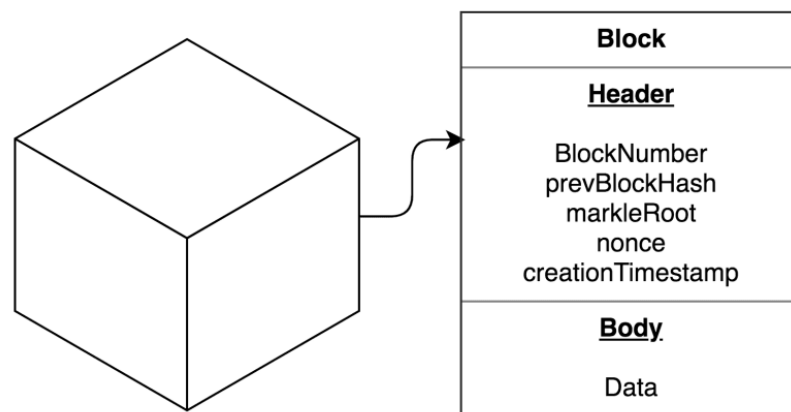 Block
Header
BlockNumber
prevBlockHash
markleRoot
nonce
creationTimestamp
Body
Data